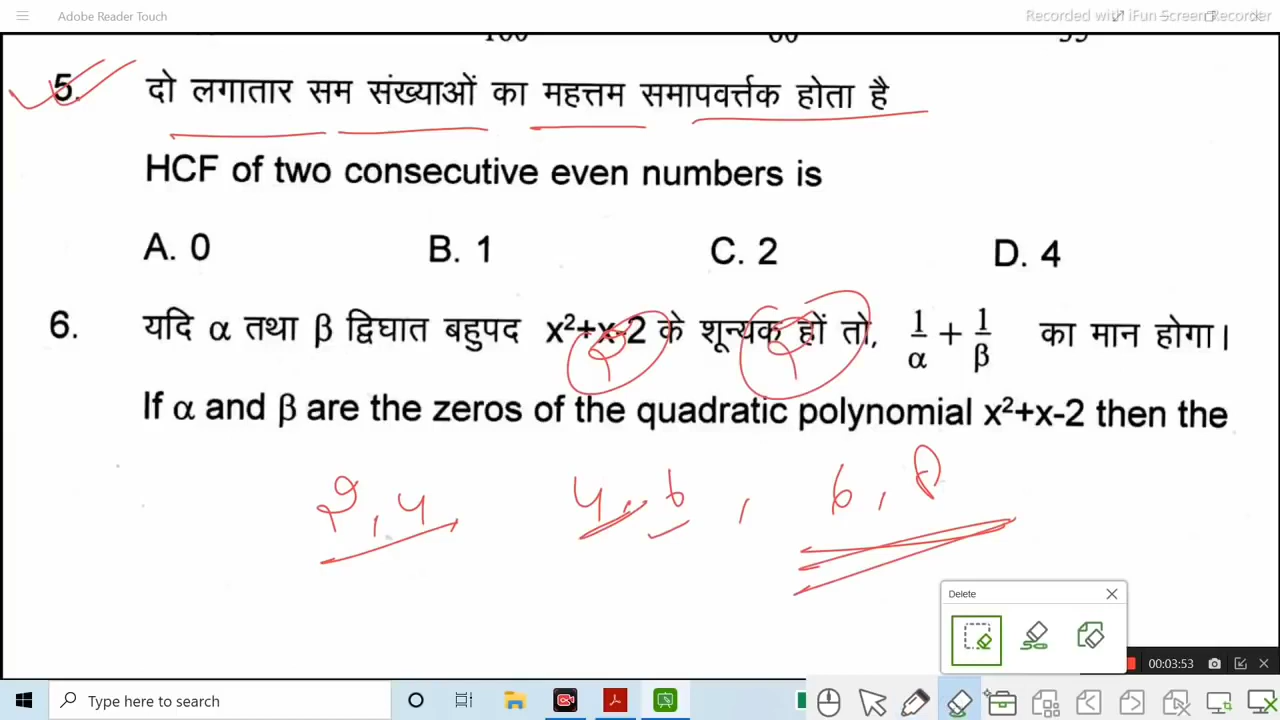 Adobe Reader Touch
Recorded with iFun Screen Recorder
5. दो लगातार सम संख्याओं का महत्तम समापवर्त्तक होता है
HCF of two consecutive even numbers is
A. 0 B. 1 C. 2 D. 4
6. यदि α तथा β द्विघात बहुपद x²+x-2 के शून्यक हों तो, 1/α + 1/β का मान होगा।
If α and β are the zeros of the quadratic polynomial x²+x-2 then the
2, 4 4, 6, 6, 8
Delete
00:03:53
Type here to search